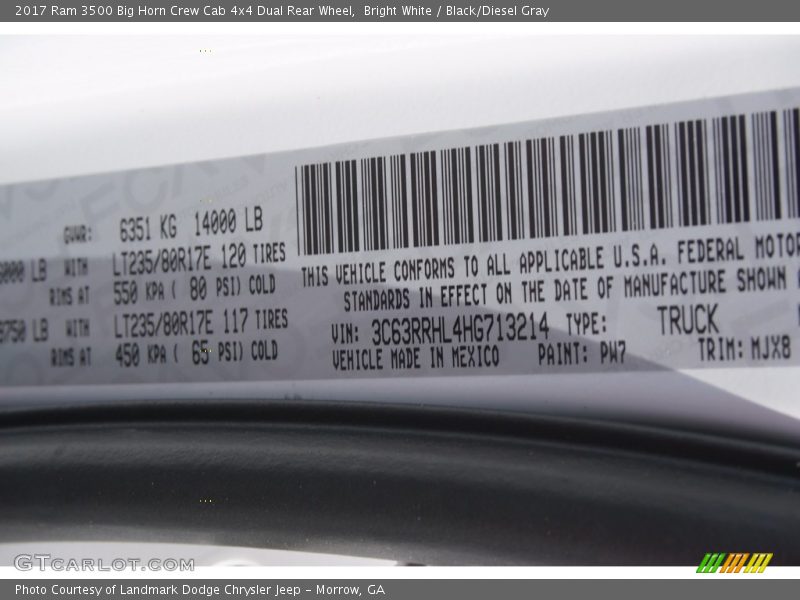 2017 Ram 3500 Big Horn Crew Cab 4x4 Dual Rear Wheel,  Bright White / Black/Diesel Gray
GVWR: 6351 KG 14000 LB
LB WITH LT235/80R17E 120 TIRES
RIMS AT 550 KPA ( 80 PSI) COLD
LB WITH LT235/80R17E 117 TIRES
RIMS AT 450 KPA ( 65 PSI) COLD
THIS VEHICLE CONFORMS TO ALL APPLICABLE U.S.A. FEDERAL MOTOR
STANDARDS IN EFFECT ON THE DATE OF MANUFACTURE SHOWN
VIN: 3C63RRHL4HG713214 TYPE: TRUCK
VEHICLE MADE IN MEXICO PAINT: PW7 TRIM: MJX8
GTCARLOT.COM
Photo Courtesy of Landmark Dodge Chrysler Jeep – Morrow, GA